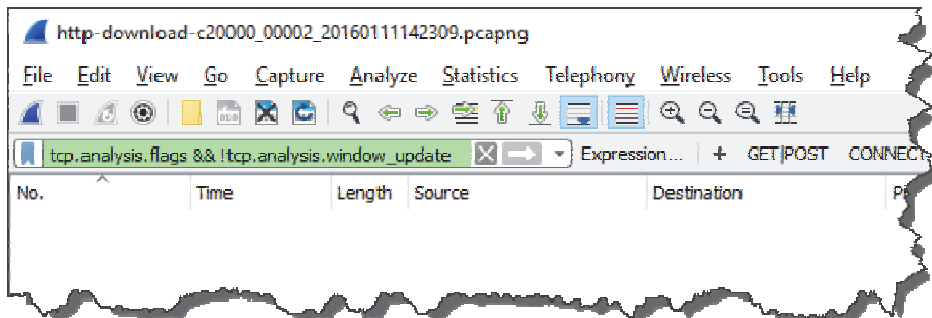 http-download-c20000_00002_20160111142309.pcapng
File Edit View Go Capture Analyze Statistics Telephony Wireless Tools Help
tcp.analysis.flags && !tcp.analysis.window_update Expression... + GET|POST CONNECT
No. Time Length Source Destination